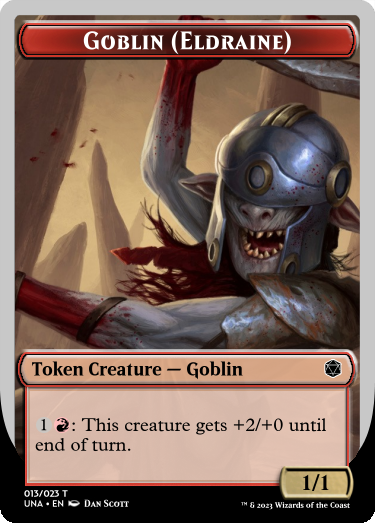 Goblin (Eldraine)
Token Creature — Goblin
1 R: This creature gets +2/+0 until
end of turn.
1/1
013/023 T
UNA • EN Dan Scott
™ & 2023 Wizards of the Coast